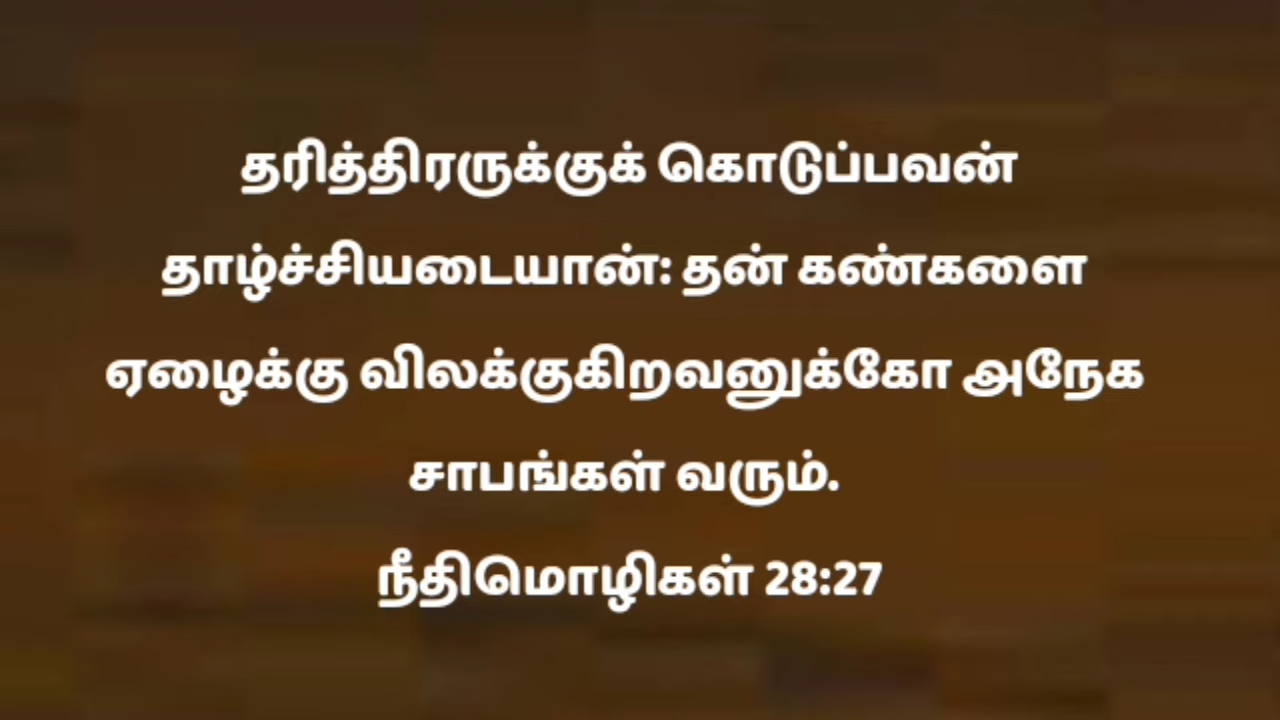 தரித்திரருக்குக் கொடுப்பவன்
தாழ்ச்சியடையான்: தன் கண்களை
ஏழைக்கு விலக்குகிறவனுக்கோ அநேக
சாபங்கள் வரும்.
நீதிமொழிகள் 28:27